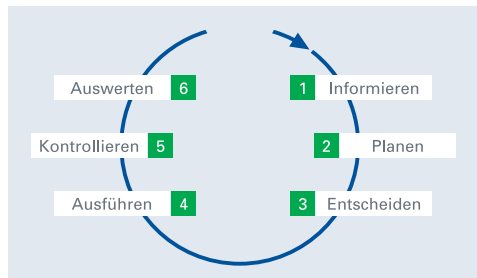 1 Informieren
2 Planen
3 Entscheiden
4 Ausführen
5 Kontrollieren
6 Auswerten